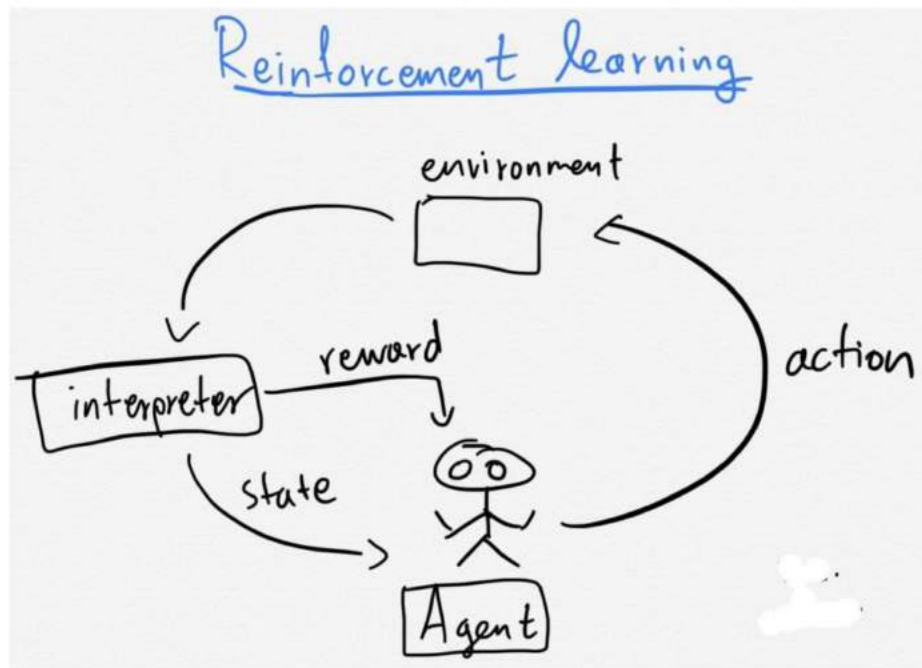 Reinforcement learning
environment
reward
action
interpreter
state
Agent